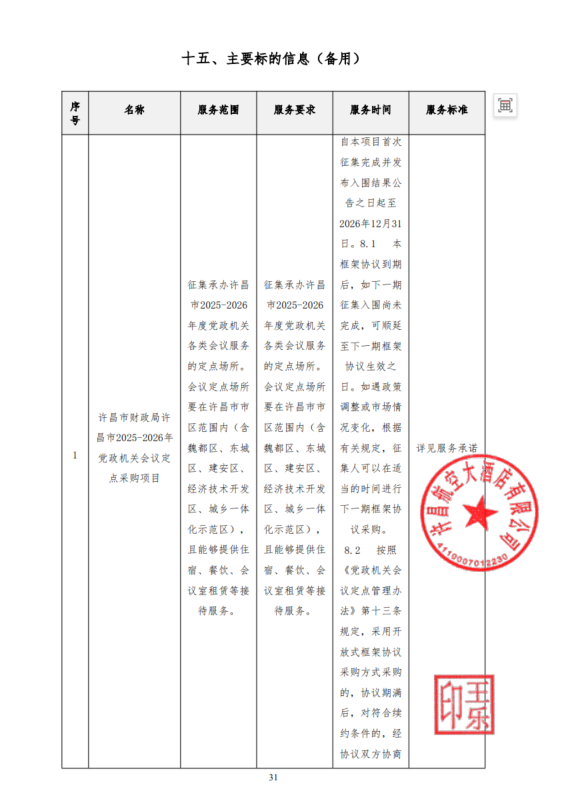 十五、主要标的信息（备用）
序号
名称
服务范围
服务要求
服务时间
服务标准
1
许昌市财政局许
昌市2025-2026年
党政机关会议定
点采购项目
征集承办许昌
市2025-2026
年度党政机关
各类会议服务
的定点场所。
会议定点场所
要在许昌市市
区范围内（含
魏都区、东城
区、建安区、
经济技术开发
区、城乡一体
化示范区），
且能够提供住
宿、餐饮、会
议室租赁等接
待服务。
征集承办许昌
市2025-2026
年度党政机关
各类会议服务
的定点场所。
会议定点场所
要在许昌市市
区范围内（含
魏都区、东城
区、建安区、
经济技术开发
区、城乡一体
化示范区），
且能够提供住
宿、餐饮、会
议室租赁等接
待服务。
自本项目首次
征集完成并发
布入围结果公
告之日起至
2026年12月31
日。8.1 本
框架协议到期
后，如下一期
征集入围尚未
完成，可顺延
至下一期框架
协议生效之
日。如遇政策
调整或市场情
况变化，根据
有关规定，征
集人可以在适
当的时间进行
下一期框架协
议采购。
8.2 按照
《党政机关会
议定点管理办
法》第十三条
规定，采用开
放式框架协议
采购方式采购
的，协议期满
后，对符合续
约条件的，经
协议双方协商
详见服务承诺
许昌航空大酒店有限公司
4110007012230
王乐印
31